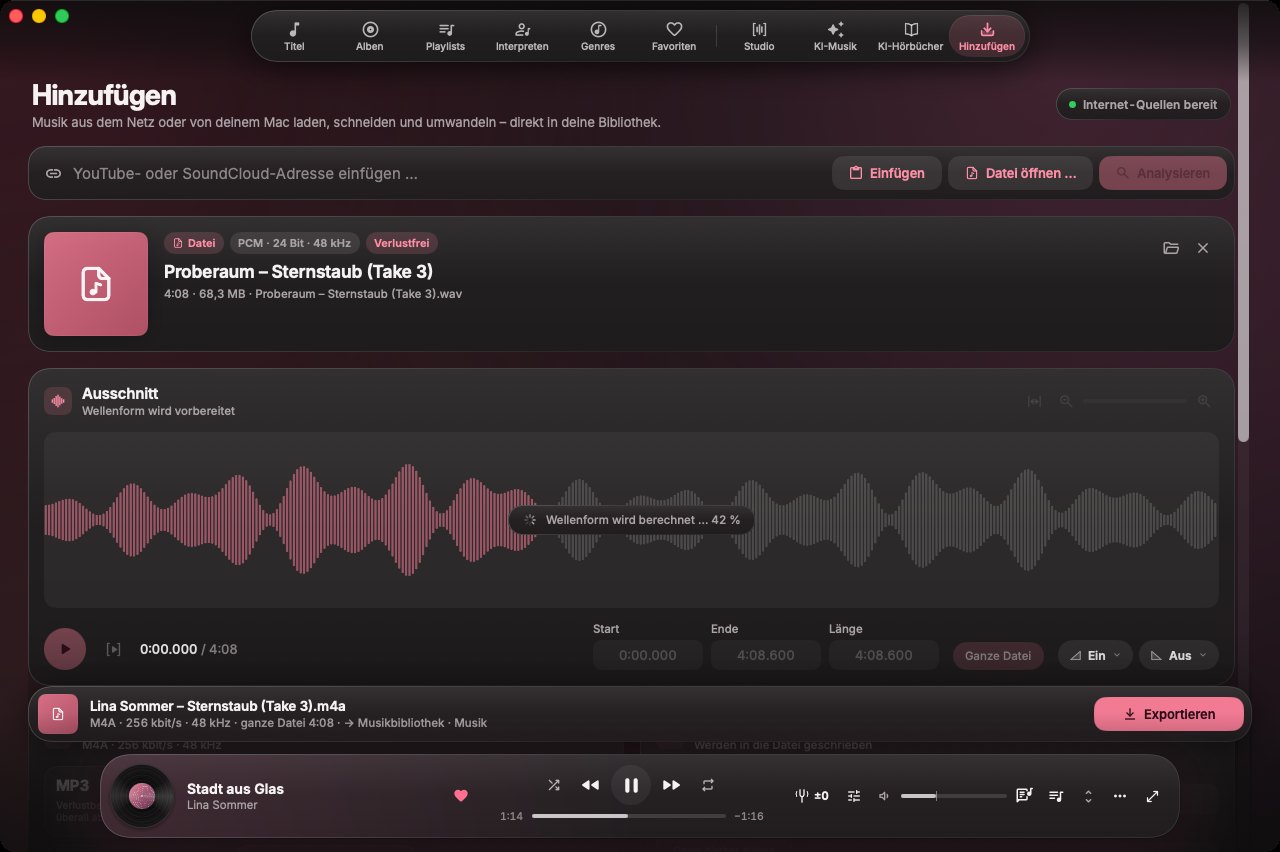 Titel
Alben
Playlists
Interpreten
Genres
Favoriten
Studio
KI-Musik
KI-Hörbücher
Hinzufügen
Hinzufügen
Musik aus dem Netz oder von deinem Mac laden, schneiden und umwandeln – direkt in deine Bibliothek.
Internet-Quellen bereit
YouTube- oder SoundCloud-Adresse einfügen ...
Einfügen
Datei öffnen ...
Analysieren
Datei
PCM · 24 Bit · 48 kHz
Verlustfrei
Proberaum – Sternstaub (Take 3)
4:08 · 68,3 MB · Proberaum – Sternstaub (Take 3).wav
Ausschnitt
Wellenform wird vorbereitet
Wellenform wird berechnet ... 42 %
0:00.000 / 4:08
Start
0:00.000
Ende
4:08.600
Länge
4:08.600
Ganze Datei
Ein
Aus
Lina Sommer – Sternstaub (Take 3).m4a
M4A · 256 kbit/s · 48 kHz · ganze Datei 4:08 · → Musikbibliothek · Musik
Exportieren
M4A · 256 kbit/s · 48 kHz
Werden in die Datei geschrieben
MP3
Stadt aus Glas
Lina Sommer
1:14
−1:16
±0